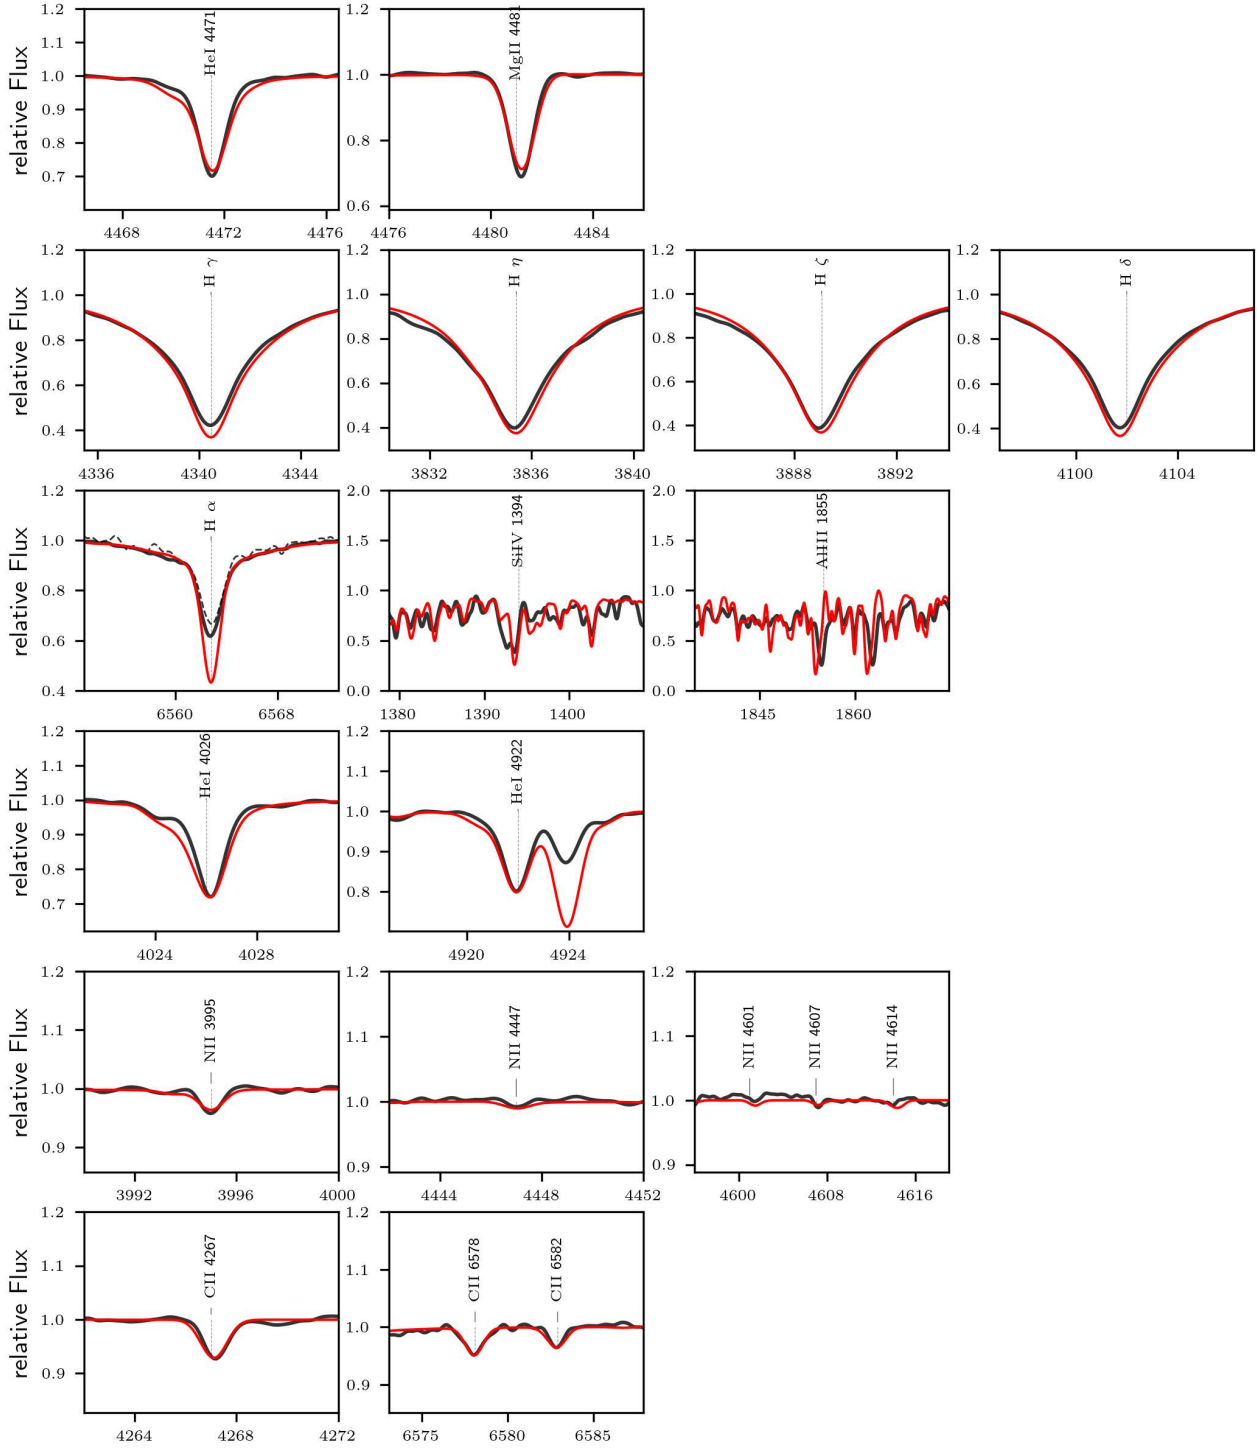 relative Flux
1.2
1.1
1.0
0.9
0.8
0.7
HeI 4471
4468 4472 4476
1.2
1.0
0.8
0.6
MgII 4481
4476 4480 4484
relative Flux
1.2
1.0
0.8
0.6
0.4
H γ
4336 4340 4344
1.2
1.0
0.8
0.6
0.4
H η
3832 3836 3840
1.2
1.0
0.8
0.6
0.4
H ζ
3888 3892
1.2
1.0
0.8
0.6
0.4
H δ
4100 4104
relative Flux
1.2
1.0
0.8
0.6
0.4
H α
6560 6568
2.0
1.5
1.0
0.5
0.0
SiIV 1394
1380 1390 1400
2.0
1.5
1.0
0.5
0.0
AlIII 1855
1845 1860
relative Flux
1.2
1.1
1.0
0.9
0.8
0.7
HeI 4026
4024 4028
1.2
1.1
1.0
0.9
0.8
HeI 4922
4920 4924
relative Flux
1.2
1.1
1.0
0.9
NII 3995
3992 3996 4000
1.2
1.1
1.0
0.9
NII 4447
4444 4448 4452
1.2
1.1
1.0
0.9
NII 4601 NII 4607 NII 4614
4600 4608 4616
relative Flux
1.2
1.1
1.0
0.9
CII 4267
4264 4268 4272
1.2
1.1
1.0
0.9
CII 6578 CII 6582
6575 6580 6585